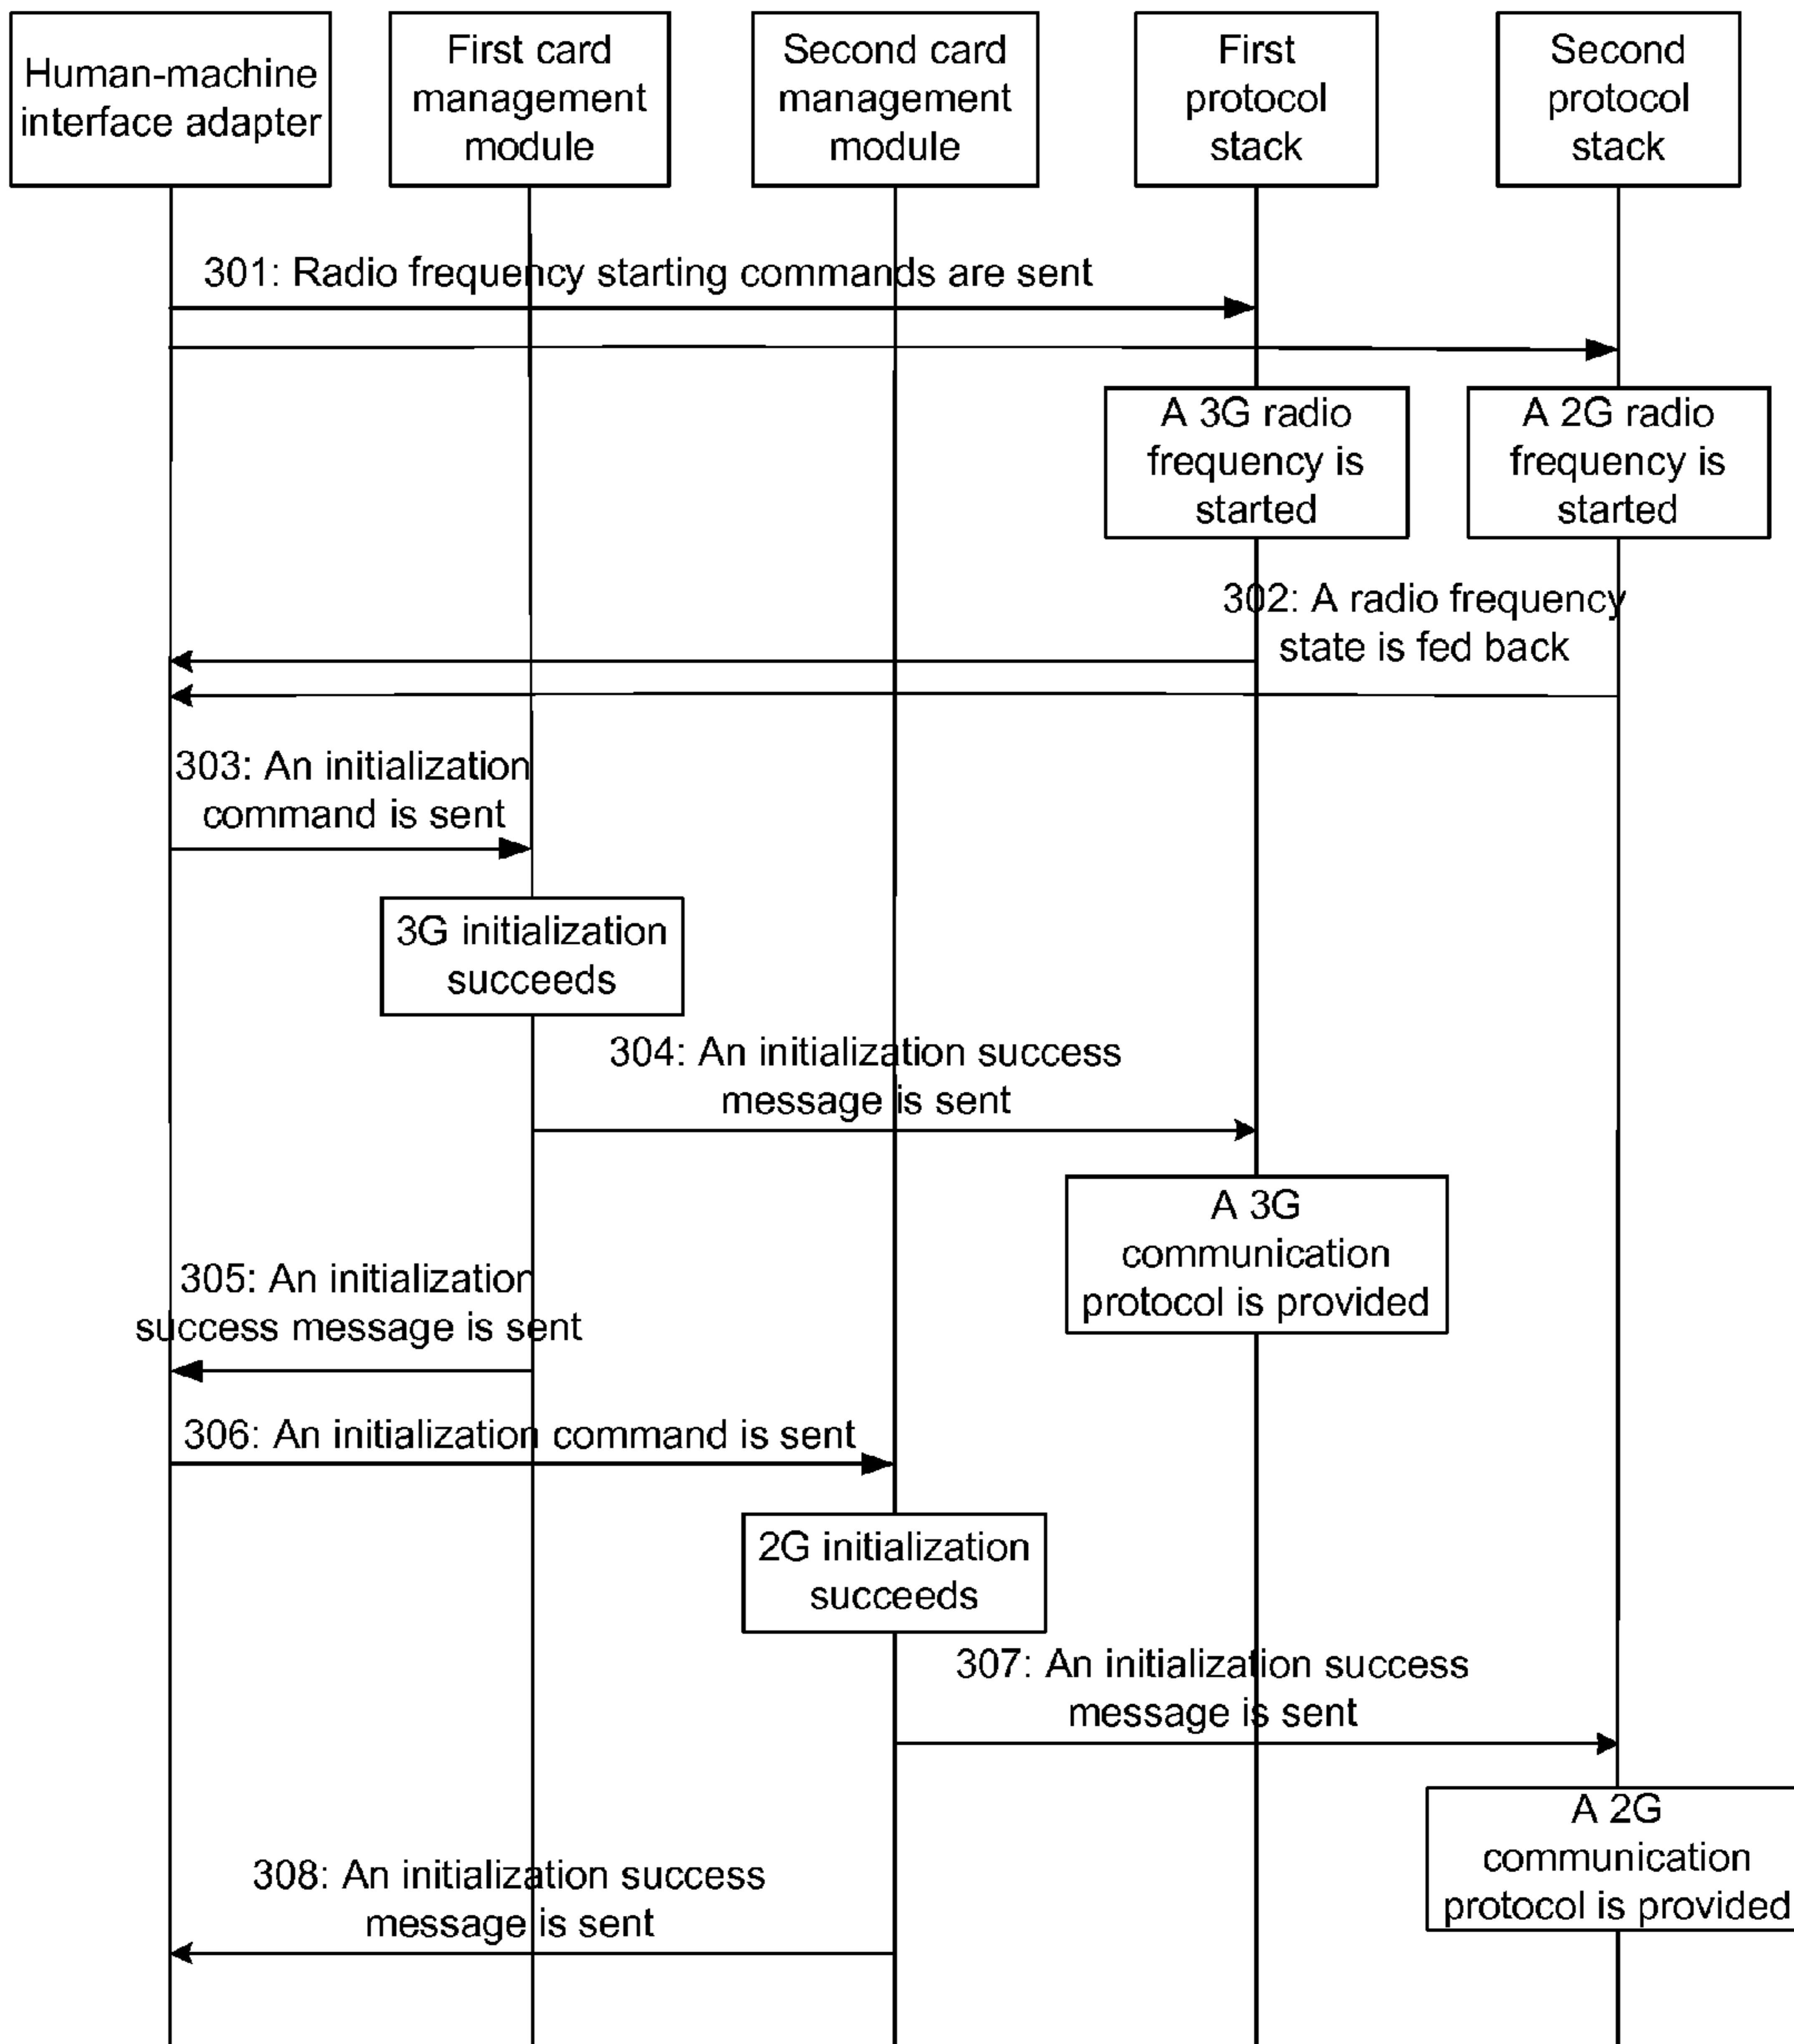 Human-machine
interface adapter
First card
management
module
Second card
management
module
First
protocol
stack
Second
protocol
stack
301: Radio frequency starting commands are sent
A 3G radio
frequency is
started
A 2G radio
frequency is
started
302: A radio frequency
state is fed back
303: An initialization
command is sent
3G initialization
succeeds
304: An initialization success
message is sent
A 3G
communication
protocol is provided
305: An initialization
success message is sent
306: An initialization command is sent
2G initialization
succeeds
307: An initialization success
message is sent
A 2G
communication
protocol is provided
308: An initialization success
message is sent